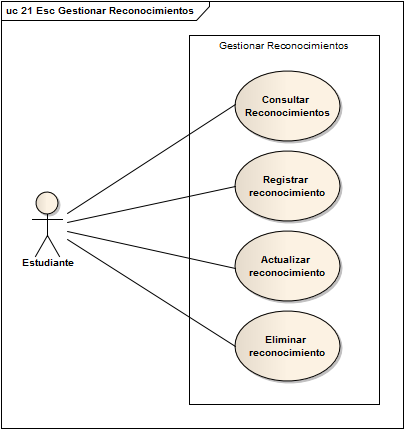 uc 21 Esc Gestionar Reconocimientos
Gestionar Reconocimientos
Consultar
Reconocimientos
Registrar
reconocimiento
Estudiante
Actualizar
reconocimiento
Eliminar
reconocimiento